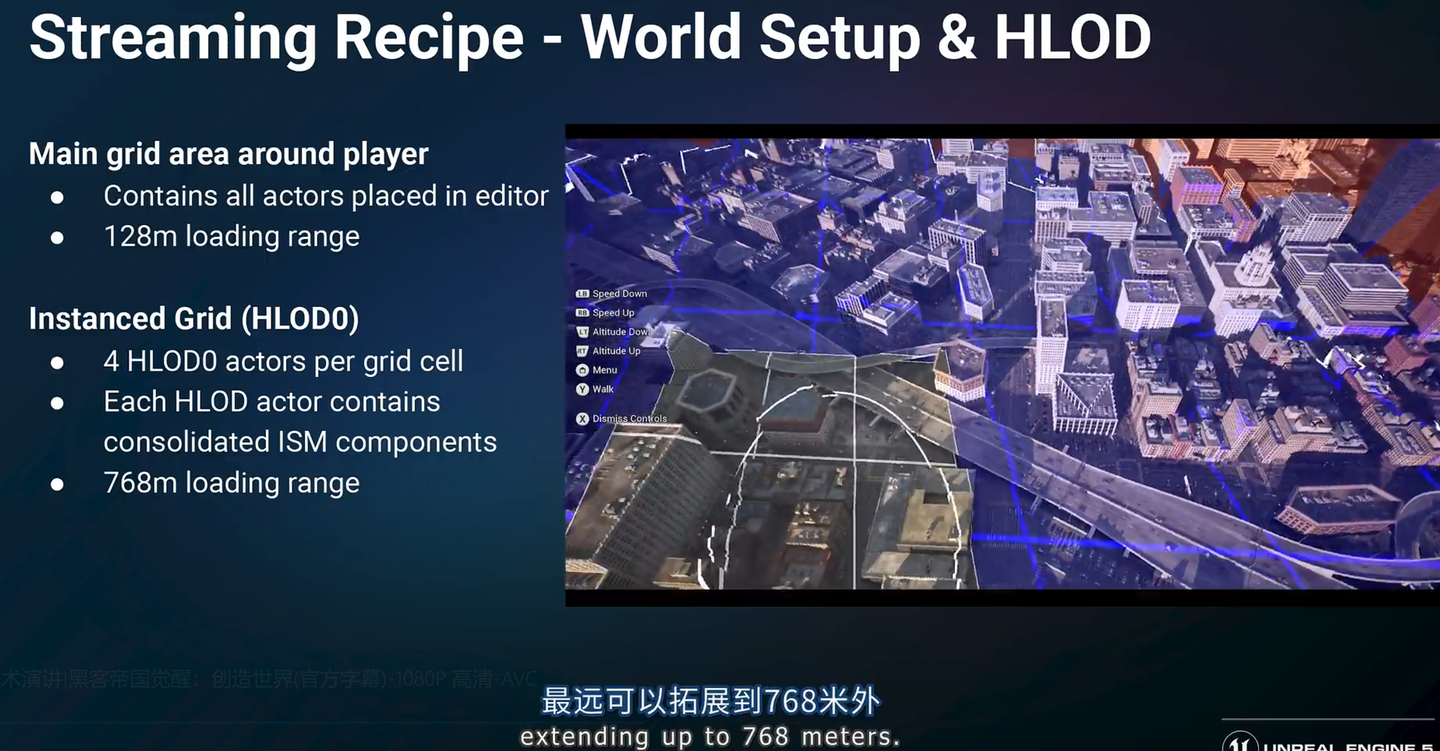 Streaming Recipe - World Setup & HLOD
Main grid area around player
● Contains all actors placed in editor
● 128m loading range
Instanced Grid (HLOD0)
● 4 HLOD0 actors per grid cell
● Each HLOD actor contains
consolidated ISM components
● 768m loading range
LB Speed Down
RB Speed Up
LT Altitude Dow
RT Altitude Up
Menu
Y Walk
X Dismiss Controls
术演讲]黑客帝国觉醒：创造世界(官方字幕)-1080P 高清-AVC
最远可以拓展到768米外
extending up to 768 meters.
UNREAL ENGINE 5